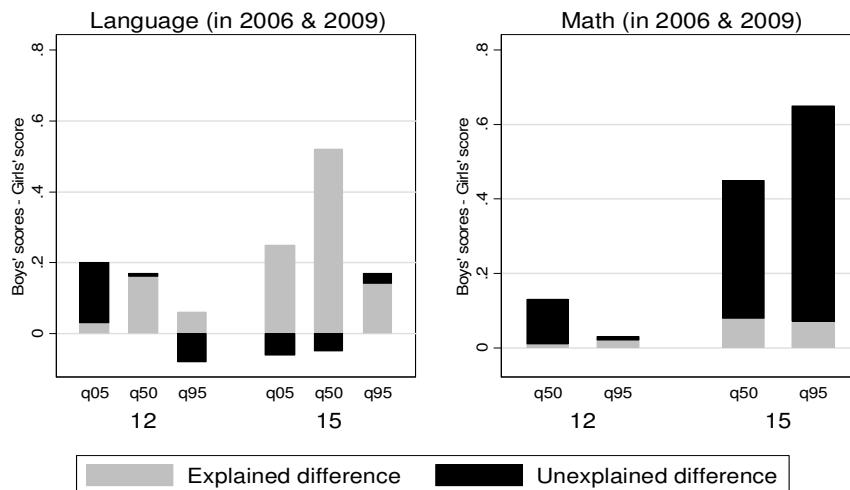 Language (in 2006 & 2009)
Boys' scores - Girls' score
.8
.6
.4
.2
0
q05 q50 q95 q05 q50 q95
12 15
Math (in 2006 & 2009)
Boys' scores - Girls' score
.8
.6
.4
.2
0
q50 q95 q50 q95
12 15
Explained difference Unexplained difference